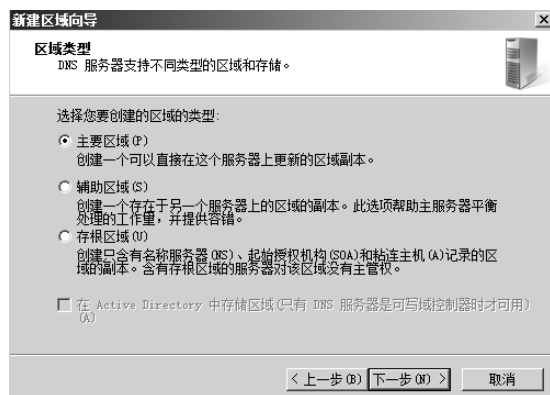 新建区域向导
区域类型
DNS 服务器支持不同类型的区域和存储。
选择您要创建的区域的类型:
主要区域(P)
创建一个可以直接在这个服务器上更新的区域副本。
辅助区域(S)
创建一个存在于另一个服务器上的区域的副本。此选项帮助主服务器平衡
处理的工作量，并提供容错。
存根区域(U)
创建只含有名称服务器(NS)、起始授权机构(SOA)和粘连主机(A)记录的区
域的副本。含有存根区域的服务器对该区域没有主管权。
在 Active Directory 中存储区域(只有 DNS 服务器是可写域控制器时才可用)
(A)
< 上一步(B) 下一步(N) > 取消